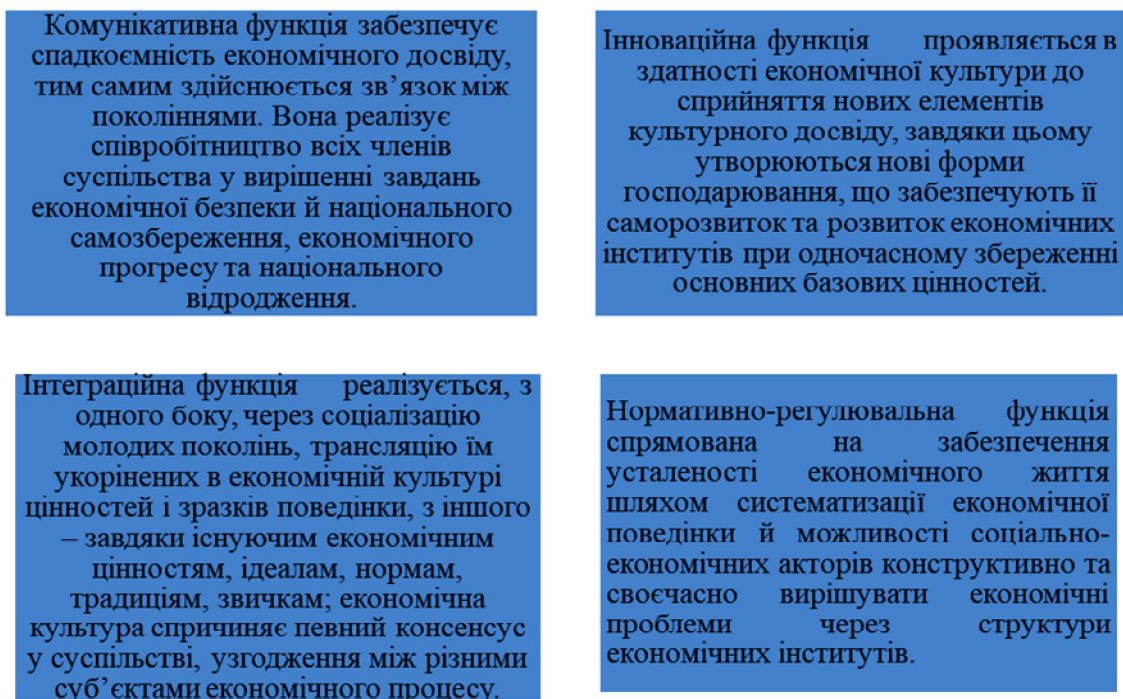 Комунікативна функція забезпечує
спадкоємність економічного досвіду,
тим самим здійснюється зв’язок між
поколіннями. Вона реалізує
співробітництво всіх членів
суспільства у вирішенні завдань
економічної безпеки й національного
самозбереження, економічного
прогресу та національного
відродження.
Інноваційна функція проявляється в
здатності економічної культури до
сприйняття нових елементів
культурного досвіду, завдяки цьому
утворюються нові форми
господарювання, що забезпечують її
саморозвиток та розвиток економічних
інститутів при одночасному збереженні
основних базових цінностей.
Інтеграційна функція реалізується, з
одного боку, через соціалізацію
молодих поколінь, трансляцію їм
укорінених в економічній культурі
цінностей і зразків поведінки, з іншого
– завдяки існуючим економічним
цінностям, ідеалам, нормам,
традиціям, звичкам; економічна
культура спричиняє певний консенсус
у суспільстві, узгодження між різними
суб’єктами економічного процесу.
Нормативно-регулювальна функція
спрямована на забезпечення
усталеності економічного життя
шляхом систематизації економічної
поведінки й можливості соціально-
економічних акторів конструктивно та
своєчасно вирішувати економічні
проблеми через структури
економічних інститутів.